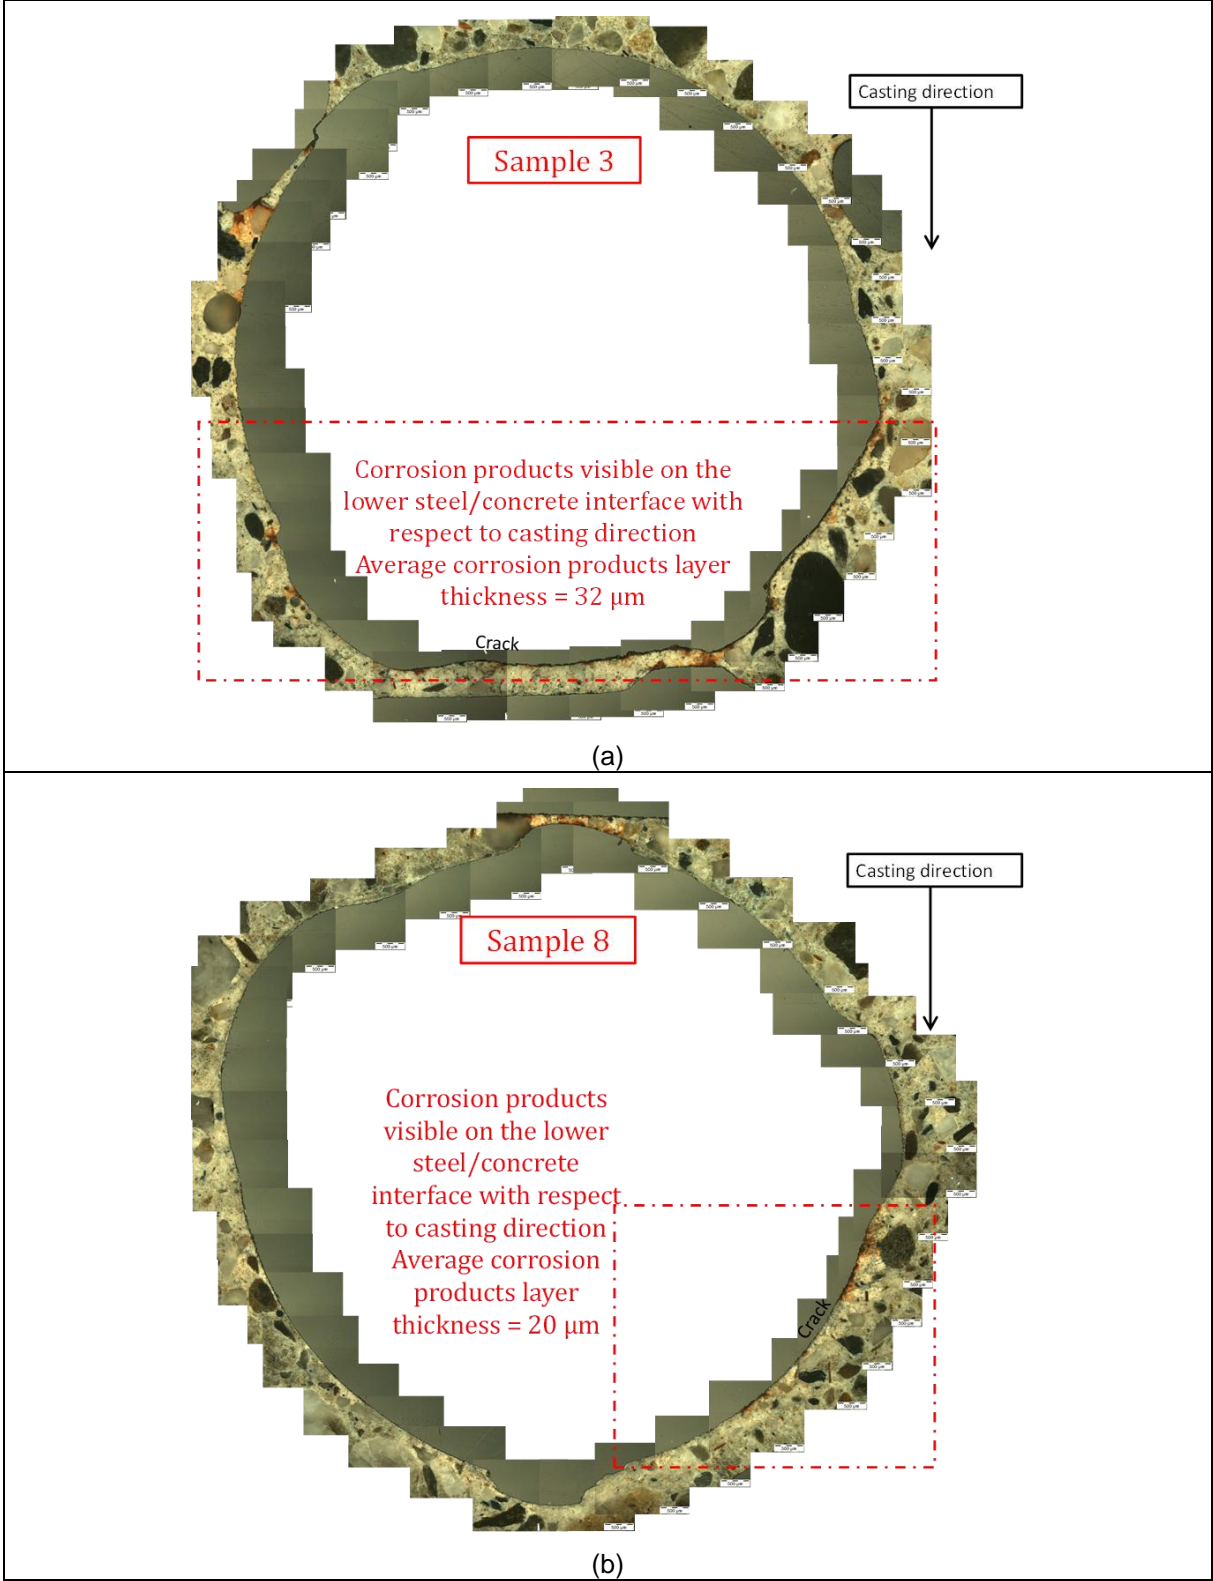 Casting direction
Sample 3
Corrosion products visible on the
lower steel/concrete interface with
respect to casting direction
Average corrosion products layer
thickness = 32 µm
Crack
(a)
Casting direction
Sample 8
Corrosion products
visible on the lower
steel/concrete
interface with respect
to casting direction
Average corrosion
products layer
thickness = 20 µm
Crack
(b)